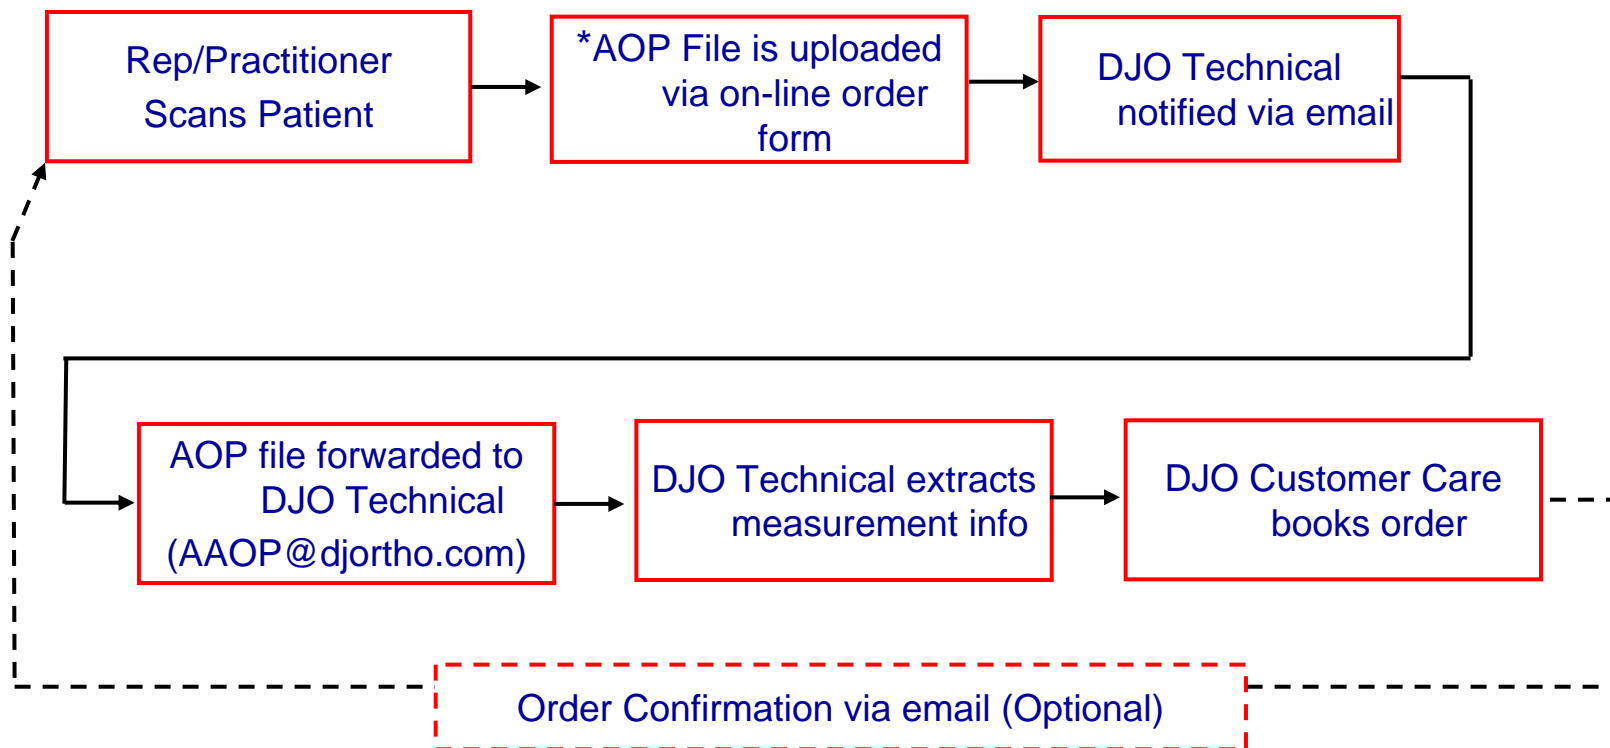 Rep/Practitioner
Scans Patient
*AOP File is uploaded
via on-line order
form
DJO Technical
notified via email
AOP file forwarded to
DJO Technical
(AAOP@djortho.com)
DJO Technical extracts
measurement info
DJO Customer Care
books order
Order Confirmation via email (Optional)